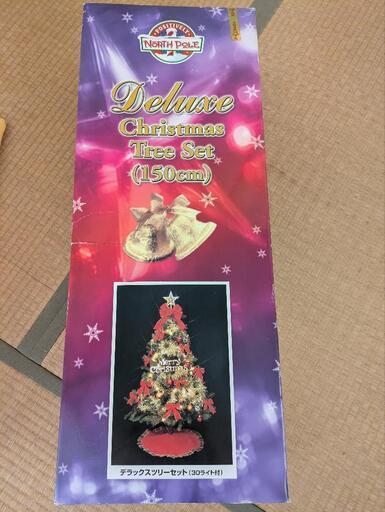 POSITIVELY
NORTH POLE
Deluxe
Christmas
Tree Set
(150cm)
Merry
Christmas
デラックスツリーセット(30ライト付)